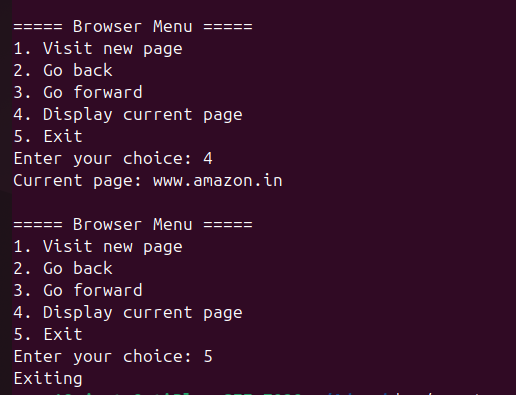 ===== Browser Menu =====
1. Visit new page
2. Go back
3. Go forward
4. Display current page
5. Exit
Enter your choice: 4
Current page: www.amazon.in
===== Browser Menu =====
1. Visit new page
2. Go back
3. Go forward
4. Display current page
5. Exit
Enter your choice: 5
Exiting